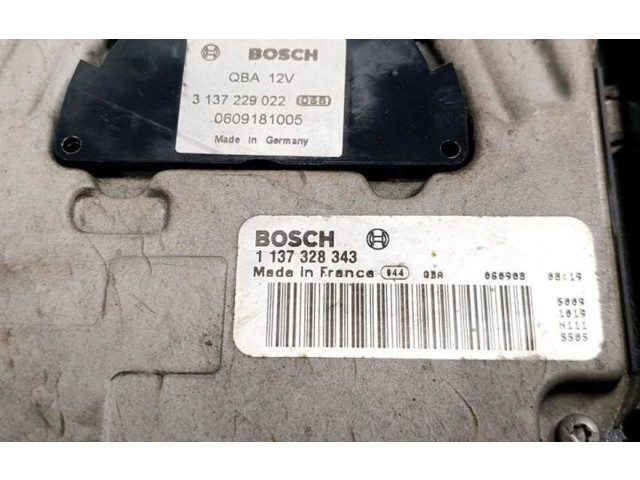 BOSCH
QBA 12V
3 137 229 022
0609181005
Made in Germany
BOSCH
1 137 328 343
Made in France 944 QBA 060908 08:19
5009
1019
H111
5505